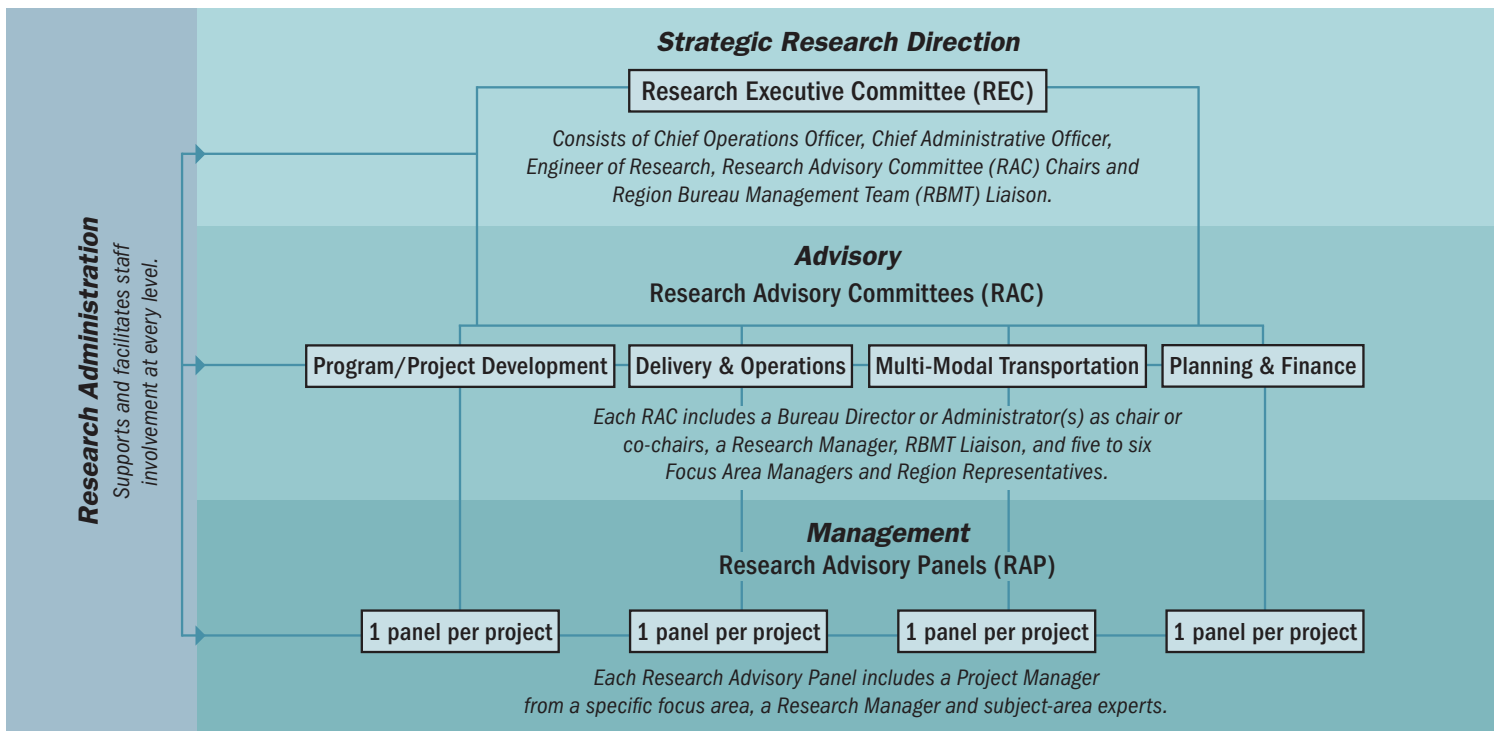 Research Administration
Supports and facilitates staff
involvement at every level.
Strategic Research Direction
Research Executive Committee (REC)
Consists of Chief Operations Officer, Chief Administrative Officer,
Engineer of Research, Research Advisory Committee (RAC) Chairs and
Region Bureau Management Team (RBMT) Liaison.
Advisory
Research Advisory Committees (RAC)
Program/Project Development
Delivery & Operations
Multi-Modal Transportation
Planning & Finance
Each RAC includes a Bureau Director or Administrator(s) as chair or
co-chairs, a Research Manager, RBMT Liaison, and five to six
Focus Area Managers and Region Representatives.
Management
Research Advisory Panels (RAP)
1 panel per project
1 panel per project
1 panel per project
1 panel per project
Each Research Advisory Panel includes a Project Manager
from a specific focus area, a Research Manager and subject-area experts.